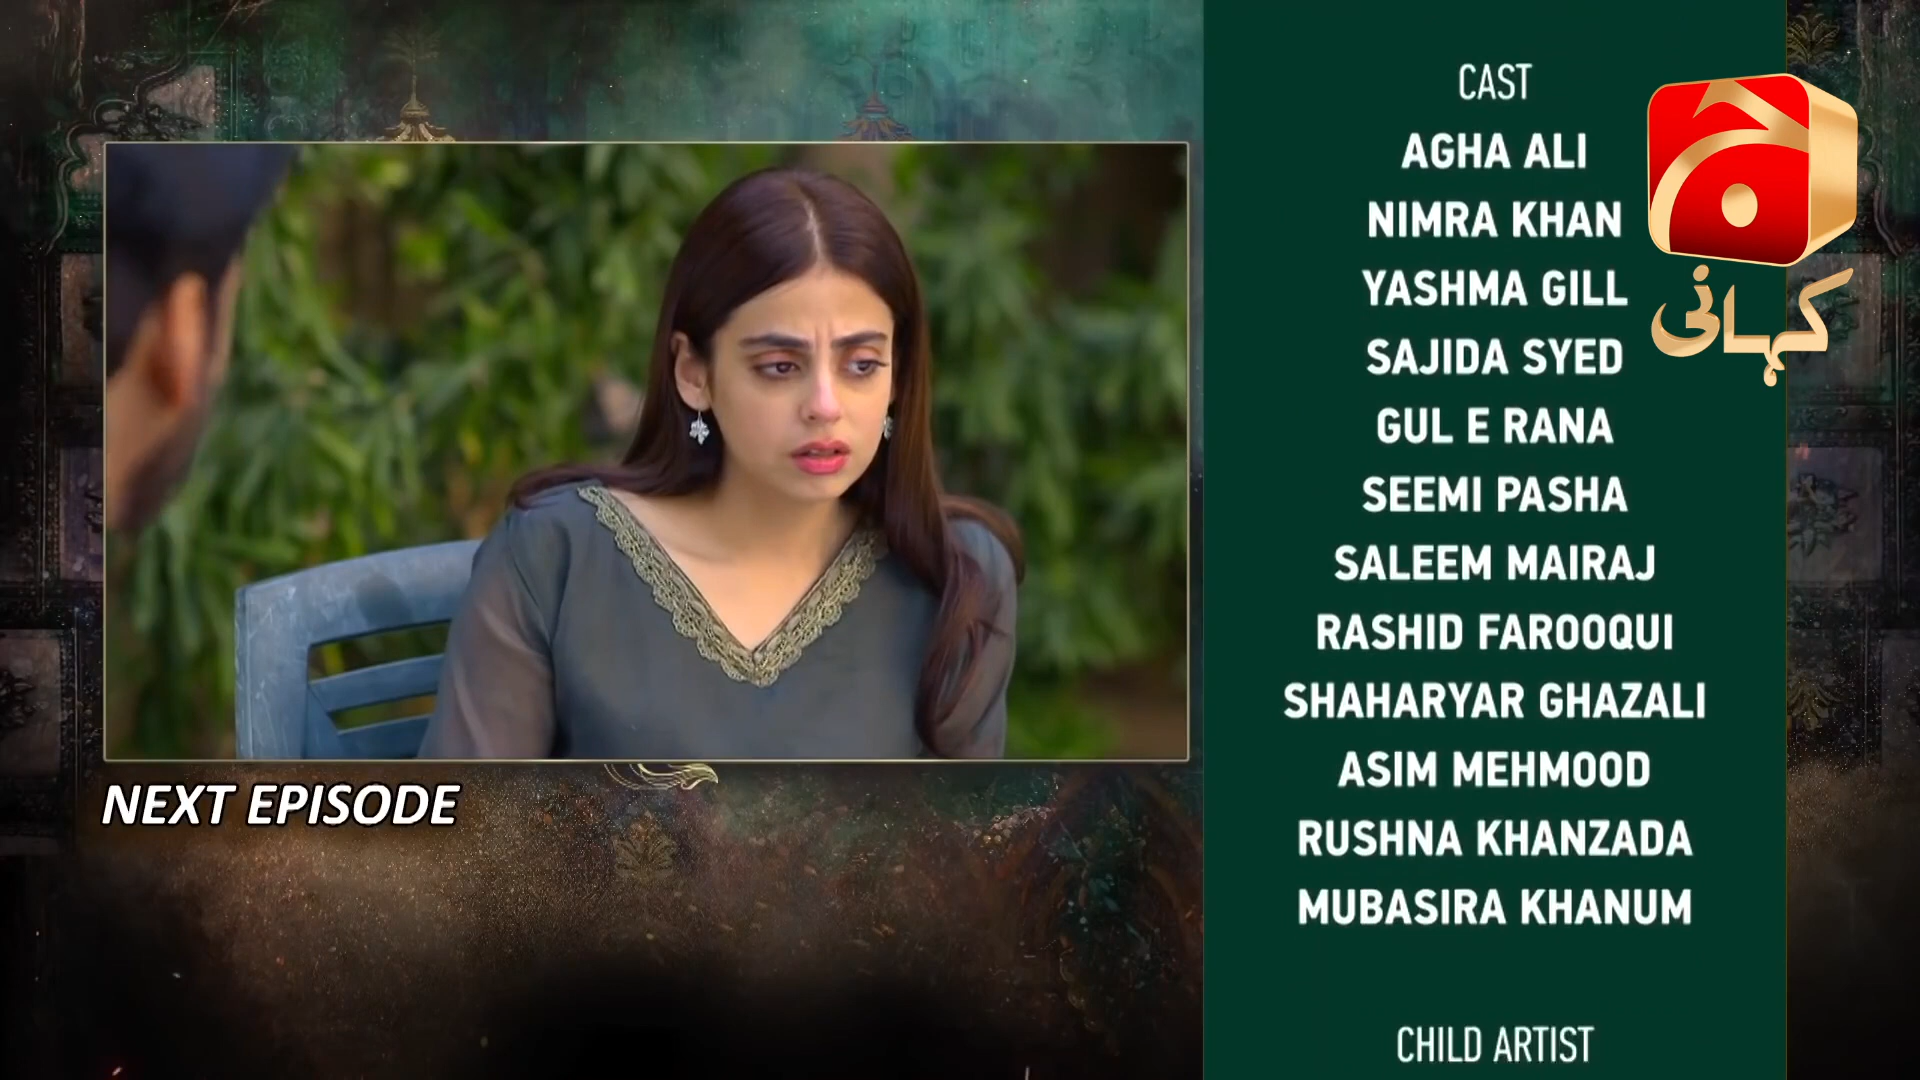 CAST
AGHA ALI
NIMRA KHAN
YASHMA GILL
SAJIDA SYED
GUL E RANA
SEEMI PASHA
SALEEM MAIRAJ
RASHID FAROOQUI
SHAHARYAR GHAZALI
ASIM MEHMOOD
RUSHNA KHANZADA
MUBASIRA KHANUM
CHILD ARTIST
کہانی
NEXT EPISODE